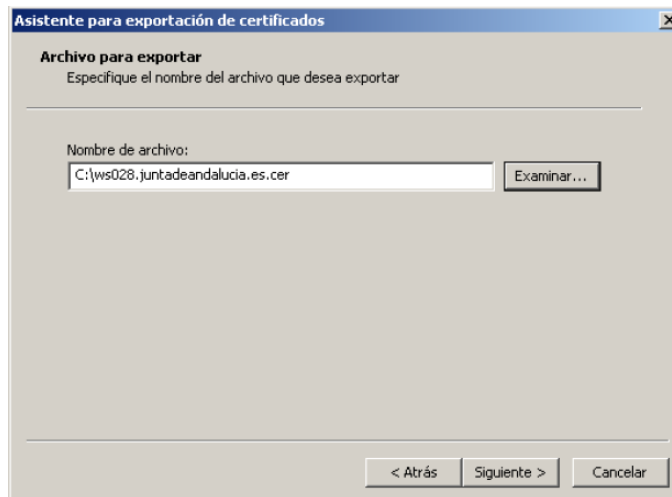 Asistente para exportación de certificados
Archivo para exportar
Especifique el nombre del archivo que desea exportar
Nombre de archivo:
C:\ws028.juntadeandalucia.es.cer
Examinar...
< Atrás
Siguiente >
Cancelar